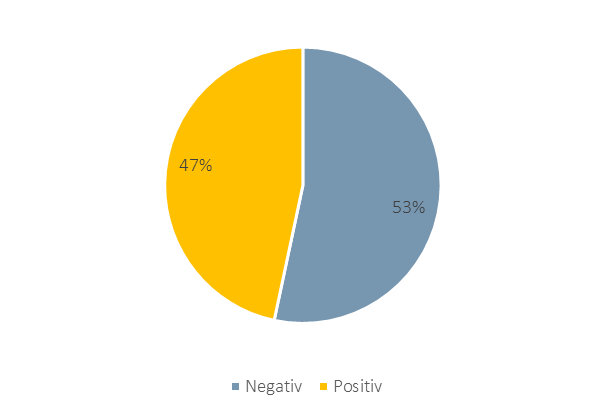 47%
53%
Negativ
Positiv